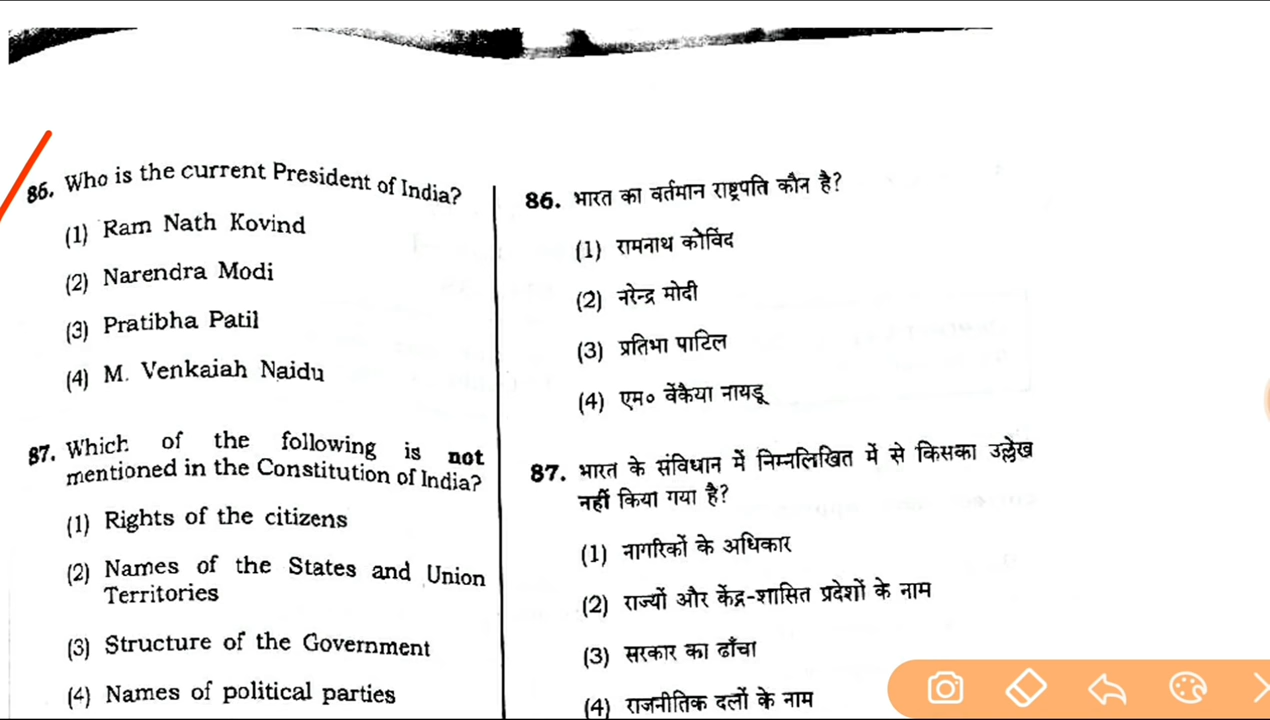 86. Who is the current President of India?
(1) Ram Nath Kovind
(2) Narendra Modi
(3) Pratibha Patil
(4) M. Venkaiah Naidu
87. Which of the following is not
mentioned in the Constitution of India?
(1) Rights of the citizens
(2) Names of the States and Union
Territories
(3) Structure of the Government
(4) Names of political parties
86. भारत का वर्तमान राष्ट्रपति कौन है?
(1) रामनाथ कोविंद
(2) नरेन्द्र मोदी
(3) प्रतिभा पाटिल
(4) एम० वेंकैया नायडू
87. भारत के संविधान में निम्नलिखित में से किसका उल्लेख
नहीं किया गया है?
(1) नागरिकों के अधिकार
(2) राज्यों और केंद्र-शासित प्रदेशों के नाम
(3) सरकार का ढाँचा
(4) राजनीतिक दलों के नाम